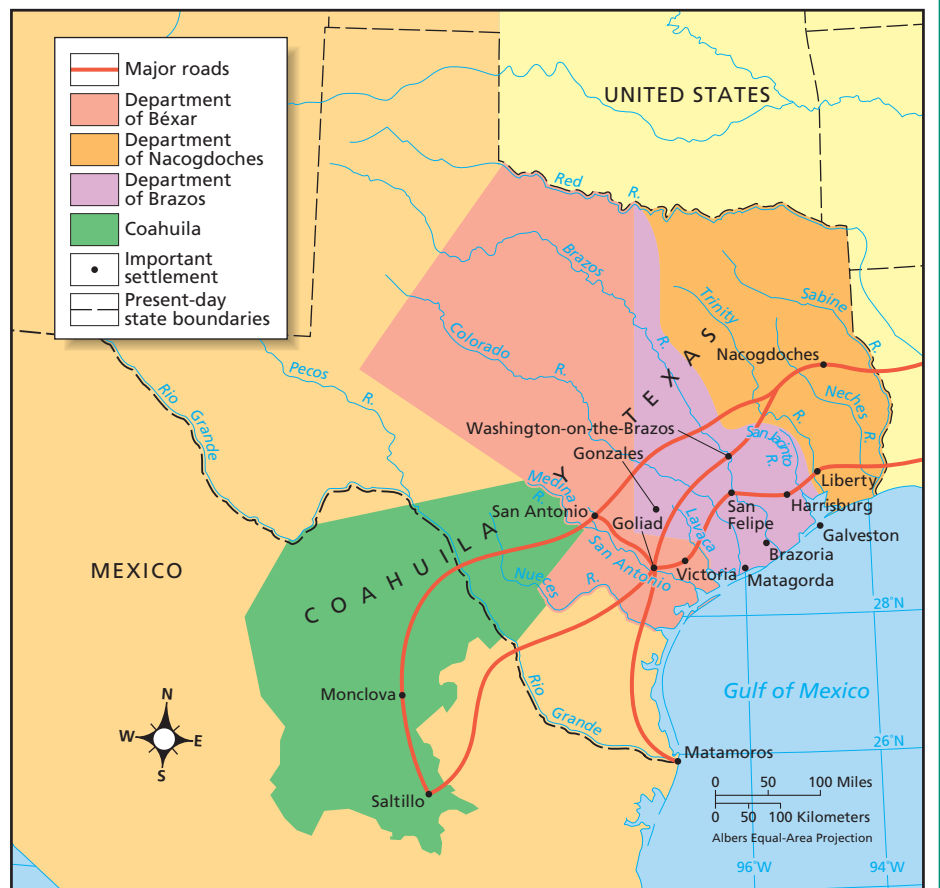 Major roads
Department
of Béxar
Department
of Nacogdoches
Department
of Brazos
Coahuila
Important
settlement
Present-day
state boundaries
UNITED STATES
Red
R.
Brazos
R.
Trinity
R.
Sabine
R.
Colorado
R.
Nacogdoches
Neches
R.
Pecos
R.
Rio
Grande
TEXAS
Washington-on-the-Brazos
San Jacinto
R.
Gonzales
Y
Medina
R.
Liberty
San Antonio
Goliad
Lavaca
San
Felipe
Harrisburg
Galveston
San Antonio
R.
Brazoria
Victoria
Matagorda
MEXICO
COAHUILA
Nueces
28°N
Monclova
Rio
Grande
Gulf of Mexico
N
W
E
S
26°N
Matamoros
Saltillo
0 50 100 Miles
0 50 100 Kilometers
Albers Equal-Area Projection
96°W
94°W